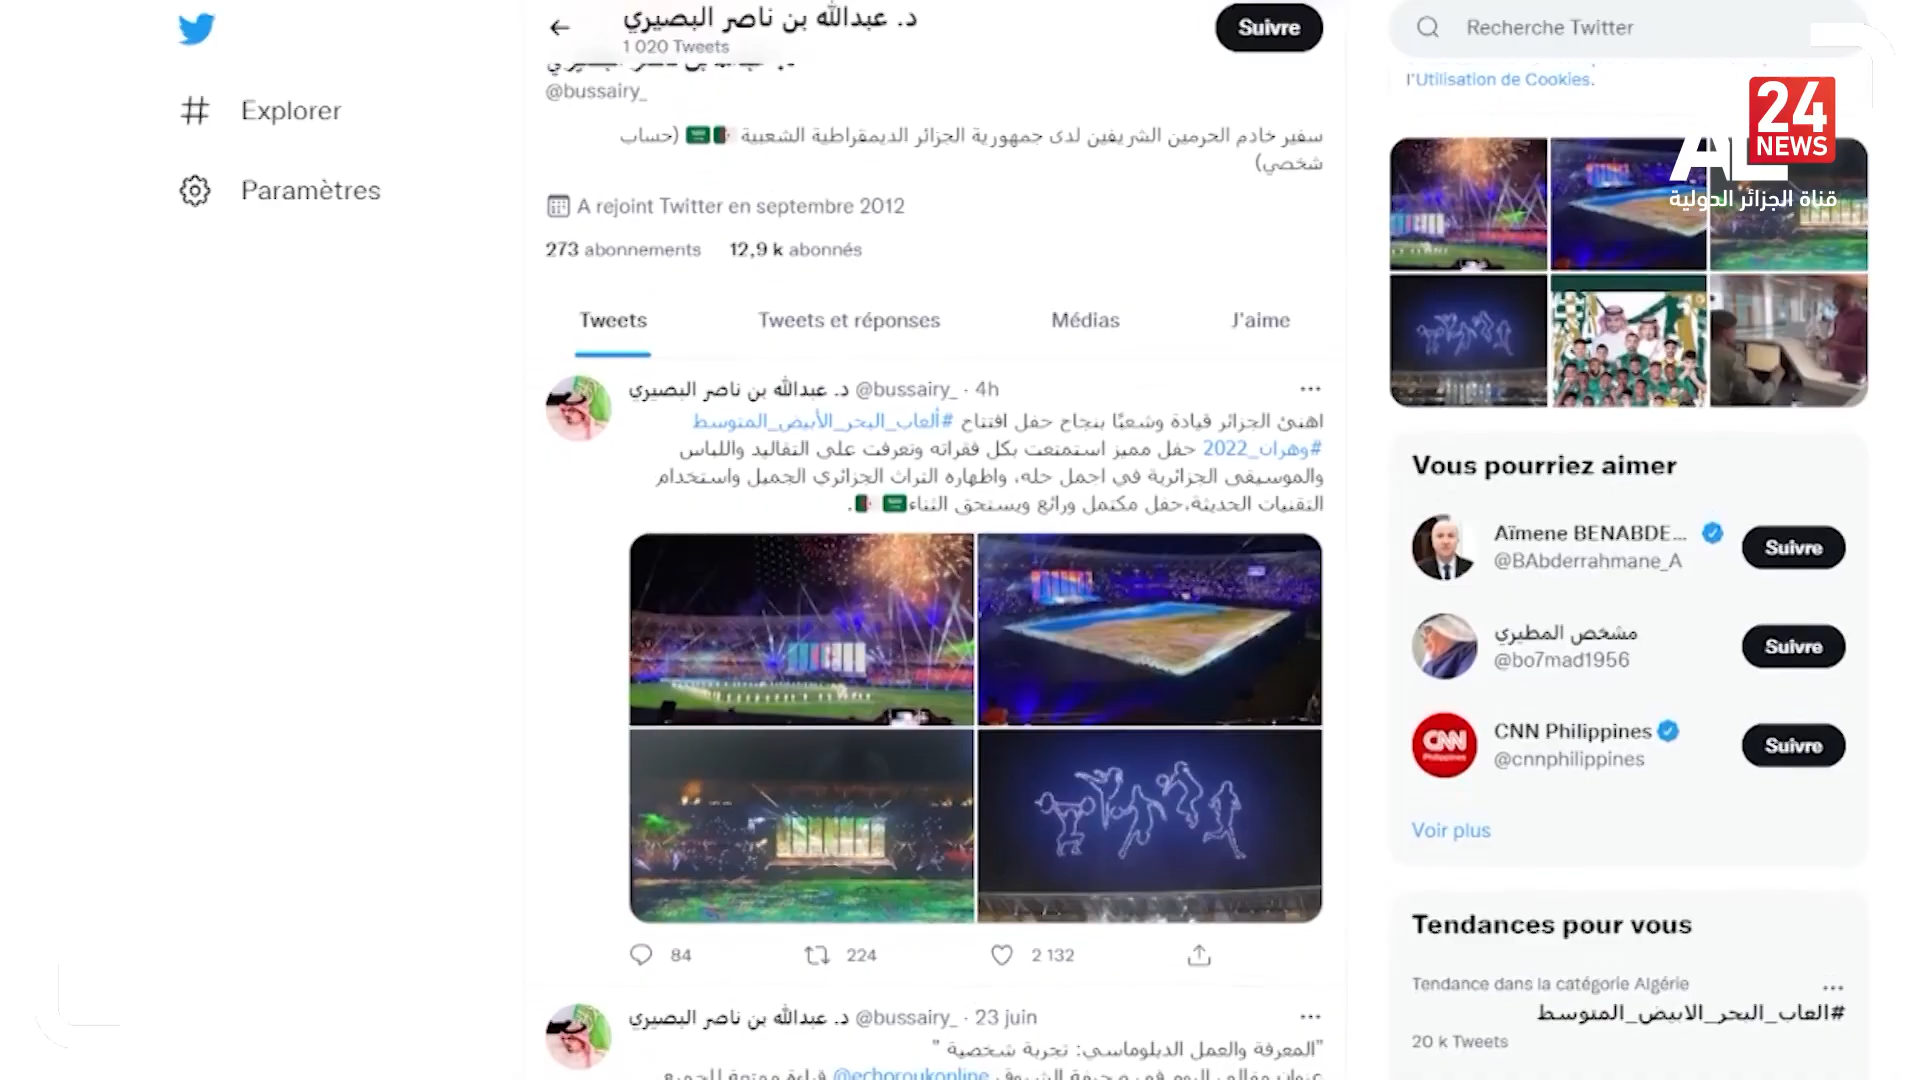 Explorer
Paramètres
د. عبدالله بن ناصر البصيري
1 020 Tweets
Suivre
@bussairy_
سفير خادم الحرمين الشريفين لدى جمهورية الجزائر الديمقراطية الشعبية 🇩🇿🇸🇦 (حساب
شخصي)
A rejoint Twitter en septembre 2012
273 abonnements 12,9 k abonnés
Tweets Tweets et réponses Médias J'aime
د. عبدالله بن ناصر البصيري @bussairy_ · 4h
اهنئ الجزائر قيادة وشعبًا بنجاح حفل افتتاح #ألعاب_البحر_الأبيض_المتوسط
#وهران_2022 حفل مميز استمتعت بكل فقراته وتعرفت على التقاليد واللباس
والموسيقى الجزائرية في اجمل حله، واظهاره التراث الجزائري الجميل واستخدام
التقنيات الحديثة،حفل مكتمل ورائع ويستحق الثناء🇸🇦🇩🇿.
84 224 2 132
د. عبدالله بن ناصر البصيري @bussairy_ · 23 juin
"المعرفة والعمل الدبلوماسي: تجربة شخصية "
@echoroukonline
Recherche Twitter
l'Utilisation de Cookies.
AL
24
NEWS
قناة الجزائر الدولية
Vous pourriez aimer
Aïmene BENABDE...
@BAbderrahmane_A
Suivre
مشخص المطيري
@bo7mad1956
Suivre
CNN
Philippines
CNN Philippines
@cnnphilippines
Suivre
Voir plus
Tendances pour vous
Tendance dans la catégorie Algérie
#العاب_البحر_الابيض_المتوسط
20 k Tweets